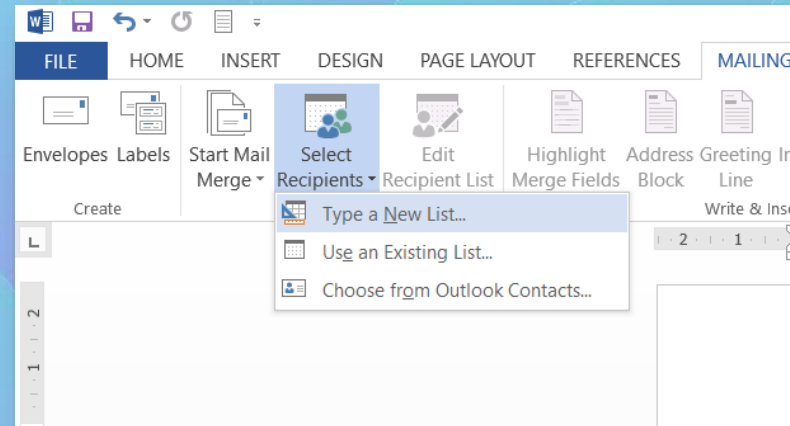 FILE HOME INSERT DESIGN PAGE LAYOUT REFERENCES MAILING
Envelopes Labels Start Mail Select Edit Highlight Address Greeting In
Merge Recipients Recipient List Merge Fields Block Line
Create Write & Inse
Type a New List...
Use an Existing List...
Choose from Outlook Contacts...
L 2 1
2
1